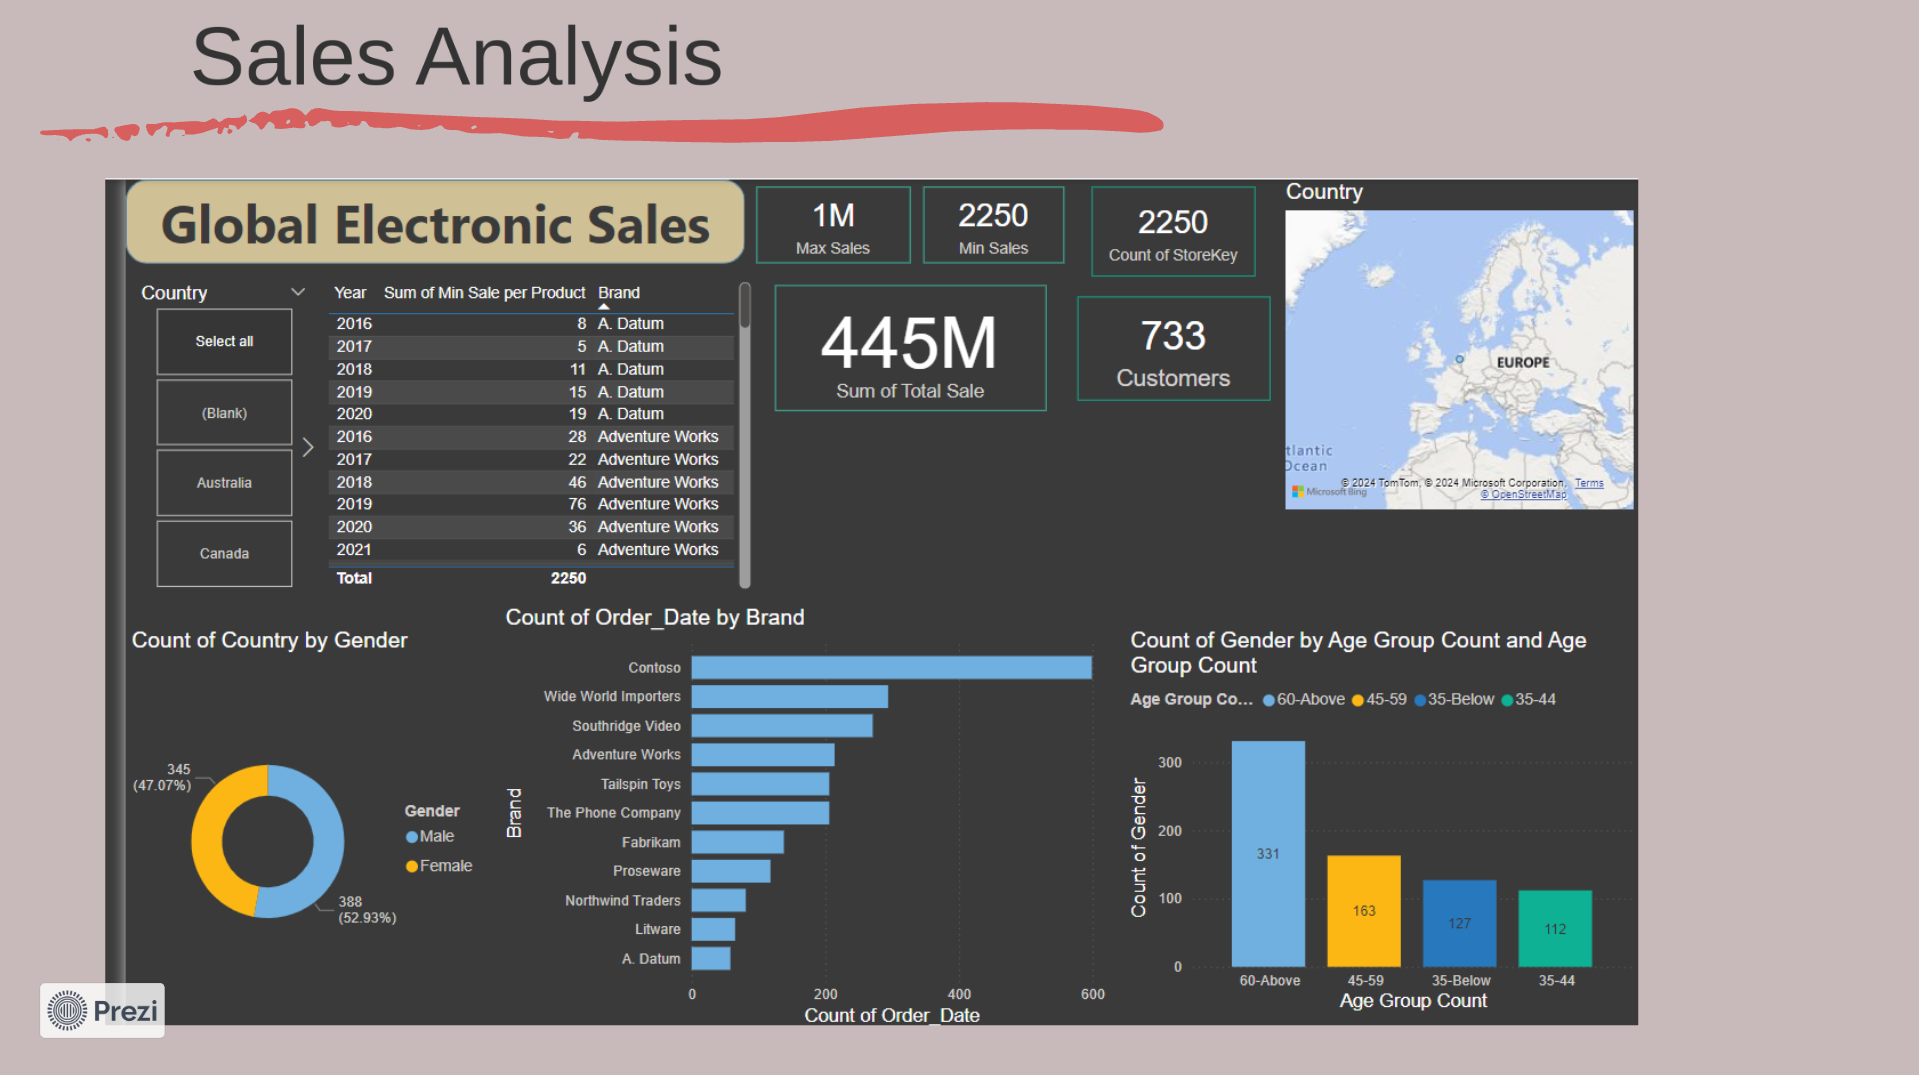 Sales Analysis
Global Electronic Sales
1M
Max Sales
2250
Min Sales
2250
Count of StoreKey
445M
Sum of Total Sale
733
Customers
Country
EUROPE
tlantic
Ocean
© 2024 TomTom, © 2024 Microsoft Corporation, Terms
Microsoft Bing
© OpenStreetMap
Country
Select all
(Blank)
Australia
Canada
Year Sum of Min Sale per Product Brand
2016 8 A. Datum
2017 5 A. Datum
2018 11 A. Datum
2019 15 A. Datum
2020 19 A. Datum
2016 28 Adventure Works
2017 22 Adventure Works
2018 46 Adventure Works
2019 76 Adventure Works
2020 36 Adventure Works
2021 6 Adventure Works
Total 2250
Count of Country by Gender
345
(47.07%)
388
(52.93%)
Gender
Male
Female
Count of Order_Date by Brand
Brand
Contoso
Wide World Importers
Southridge Video
Adventure Works
Tailspin Toys
The Phone Company
Fabrikam
Proseware
Northwind Traders
Litware
A. Datum
0 200 400 600
Count of Order_Date
Count of Gender by Age Group Count and Age
Group Count
Age Group Co... 60-Above 45-59 35-Below 35-44
Count of Gender
300
200
100
0
331
163
127
112
60-Above 45-59 35-Below 35-44
Age Group Count
Prezi